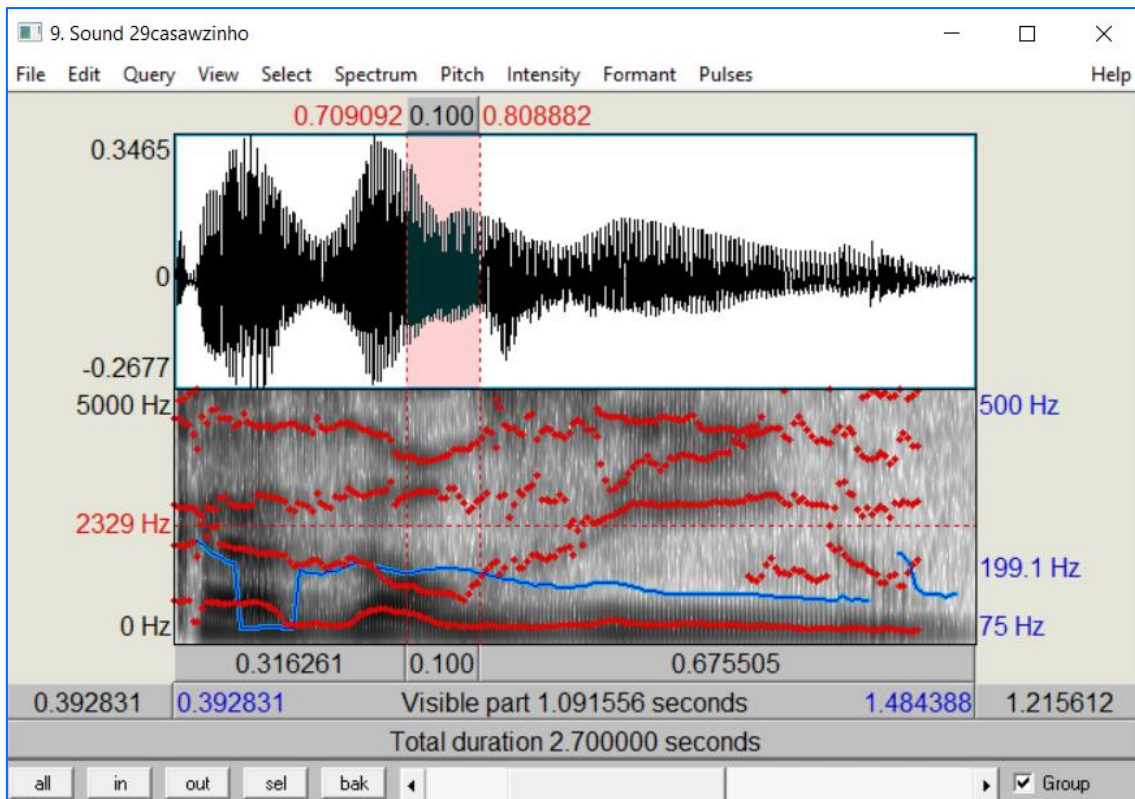 9. Sound 29casawzinho
File Edit Query View Select Spectrum Pitch Intensity Formant Pulses Help
0.709092 0.100 0.808882
0.3465
0
-0.2677
5000 Hz 500 Hz
2329 Hz
199.1 Hz
0 Hz 75 Hz
0.316261 0.100 0.675505
0.392831 0.392831 Visible part 1.091556 seconds 1.484388 1.215612
Total duration 2.700000 seconds
all in out sel bak Group